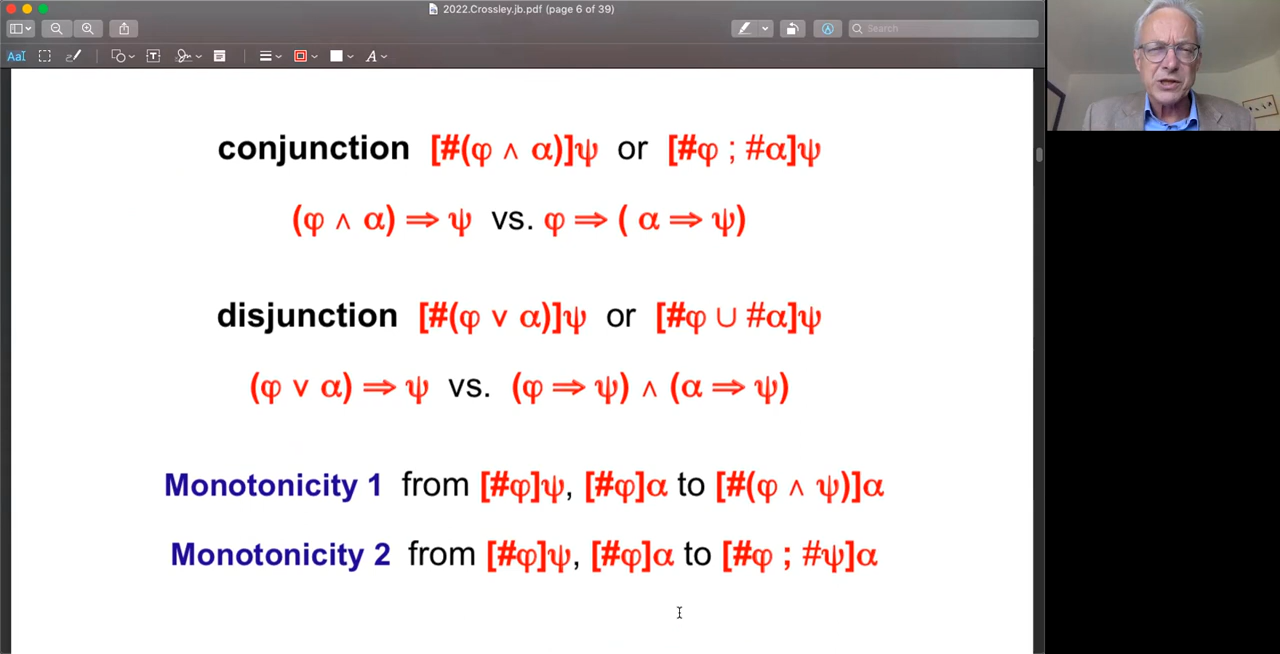 2022.Crossley.jb.pdf (page 6 of 39)
Search
AaI
A
conjunction [#(φ ∧ α)]ψ or [#φ ; #α]ψ
(φ ∧ α) ⇒ ψ vs. φ ⇒ ( α ⇒ ψ)
disjunction [#(φ ∨ α)]ψ or [#φ ∪ #α]ψ
(φ ∨ α) ⇒ ψ vs. (φ ⇒ ψ) ∧ (α ⇒ ψ)
Monotonicity 1 from [#φ]ψ, [#φ]α to [#(φ ∧ ψ)]α
Monotonicity 2 from [#φ]ψ, [#φ]α to [#φ ; #ψ]α